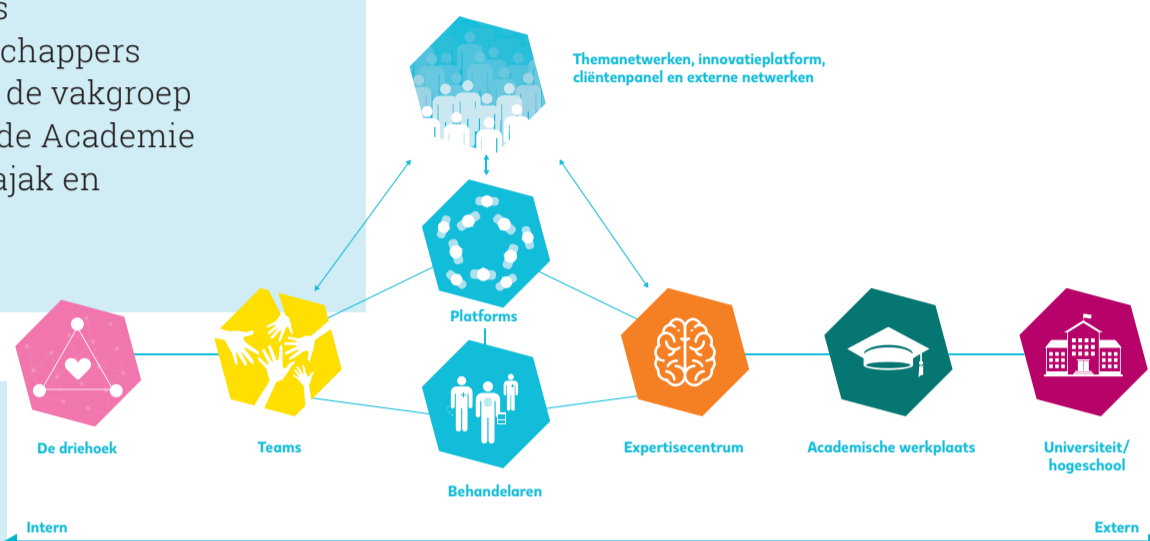 s
chappers
de vakgroep
de Academie
ajak en
Themanetwerken, innovatieplatform,
cliëntenpanel en externe netwerken
Platforms
De driehoek
Teams
Behandelaren
Expertisecentrum
Academische werkplaats
Universiteit/
hogeschool
Intern
Extern